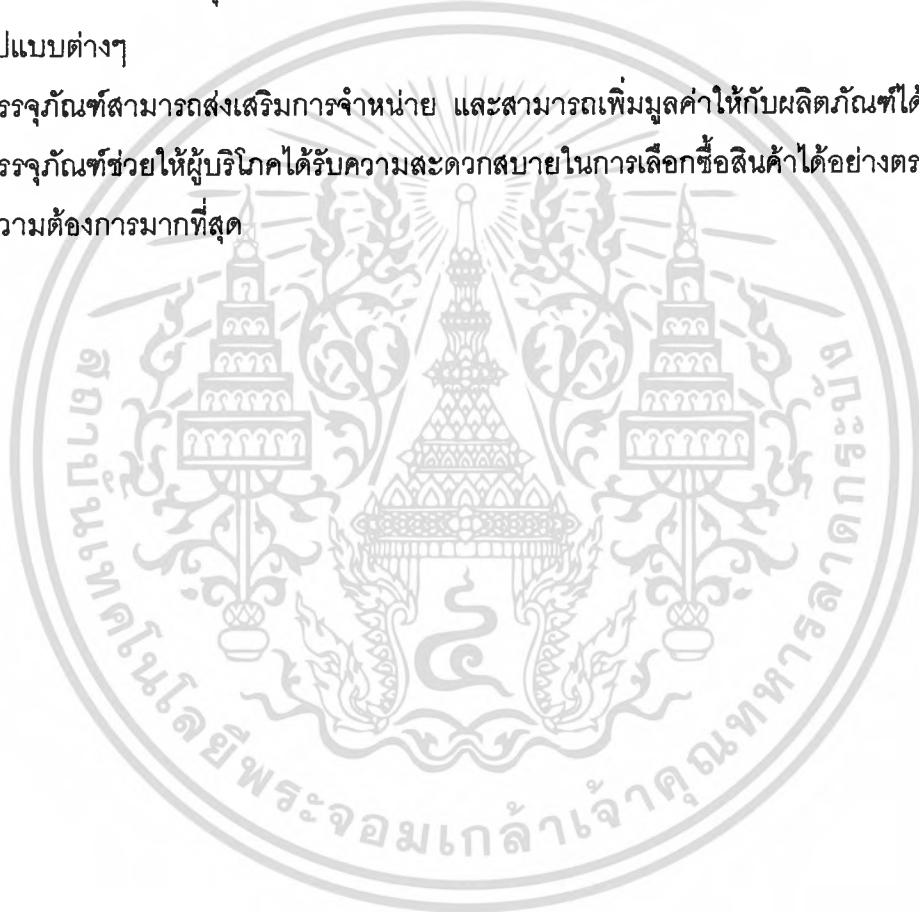 ปแบบต่างๆ
รรจุภัณฑ์สามารถส่งเสริมการจำหน่าย และสามารถเพิ่มมูลค่าให้กับผลิตภัณฑ์ได้
รรจุภัณฑ์ช่วยให้ผู้บริโภคได้รับความสะดวกสบายในการเลือกซื้อสินค้าได้อย่างตร
วามต้องการมากที่สุด
สถาบันเทคโนโลยีพระจอมเกล้าเจ้าคุณทหารลาดกระบัง
๔